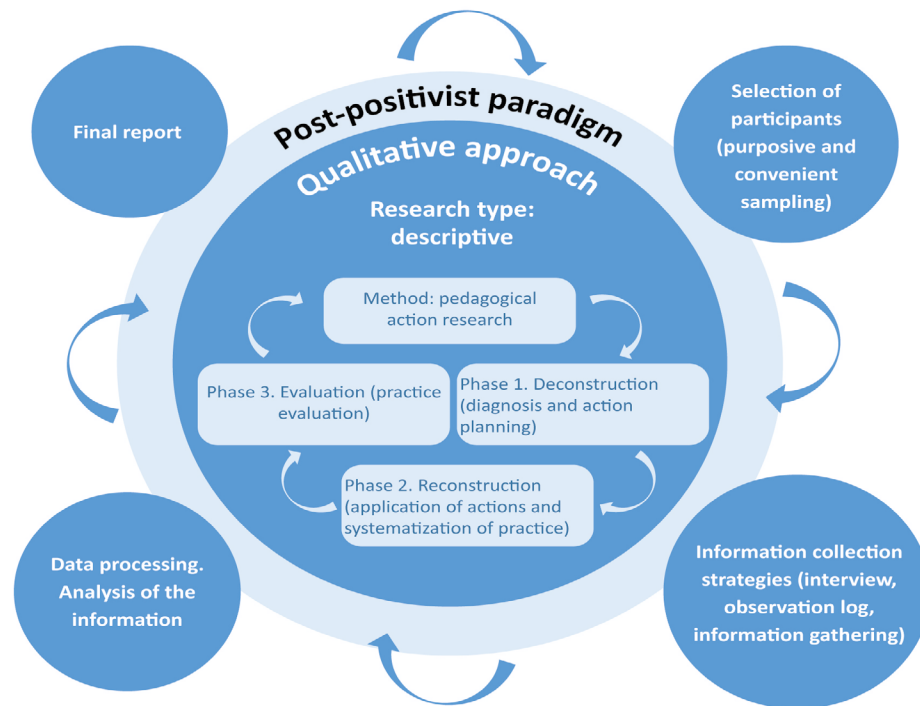 Post-positivist paradigm
Qualitative approach
Research type:
descriptive
Method: pedagogical
action research
Phase 1. Deconstruction
(diagnosis and action
planning)
Phase 2. Reconstruction
(application of actions and
systematization of practice)
Phase 3. Evaluation (practice
evaluation)
Selection of
participants
(purposive and
convenient
sampling)
Information collection
strategies (interview,
observation log,
information gathering)
Data processing.
Analysis of the
information
Final report